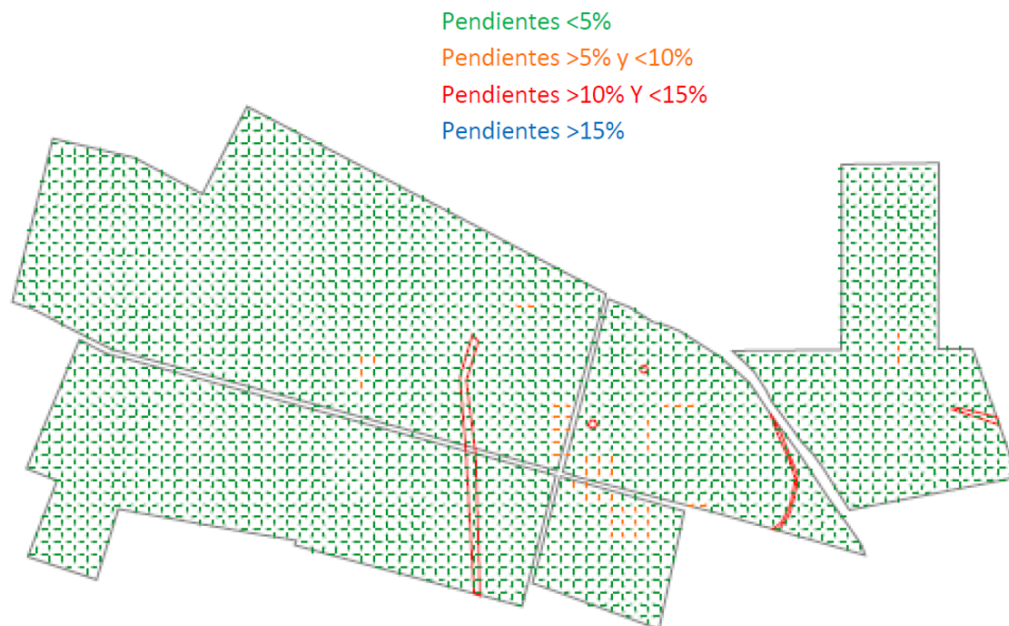 Pendientes <5%
Pendientes >5% y <10%
Pendientes >10% Y <15%
Pendientes >15%